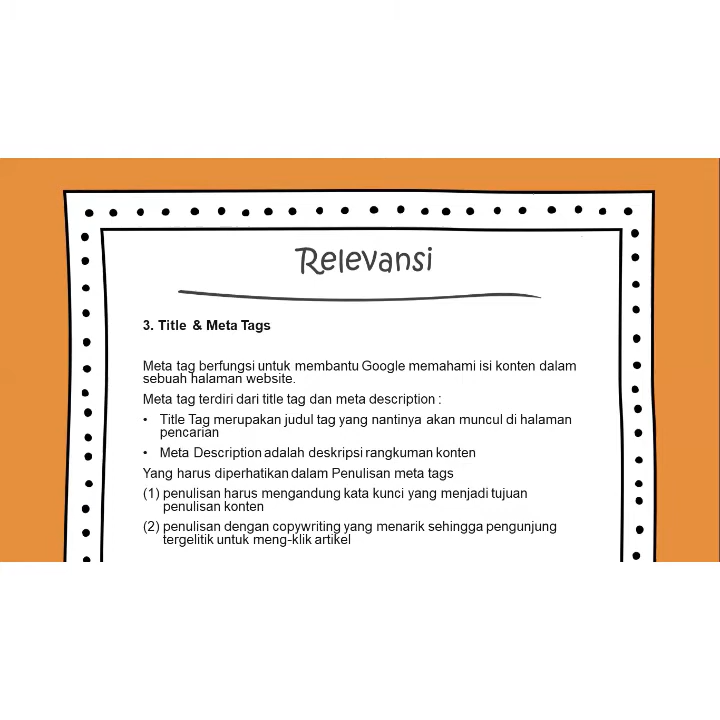 Relevansi
3. Title & Meta Tags
Meta tag berfungsi untuk membantu Google memahami isi konten dalam
sebuah halaman website.
Meta tag terdiri dari title tag dan meta description :
• Title Tag merupakan judul tag yang nantinya akan muncul di halaman
pencarian
• Meta Description adalah deskripsi rangkuman konten
Yang harus diperhatikan dalam Penulisan meta tags
(1) penulisan harus mengandung kata kunci yang menjadi tujuan
penulisan konten
(2) penulisan dengan copywriting yang menarik sehingga pengunjung
tergelitik untuk meng-klik artikel